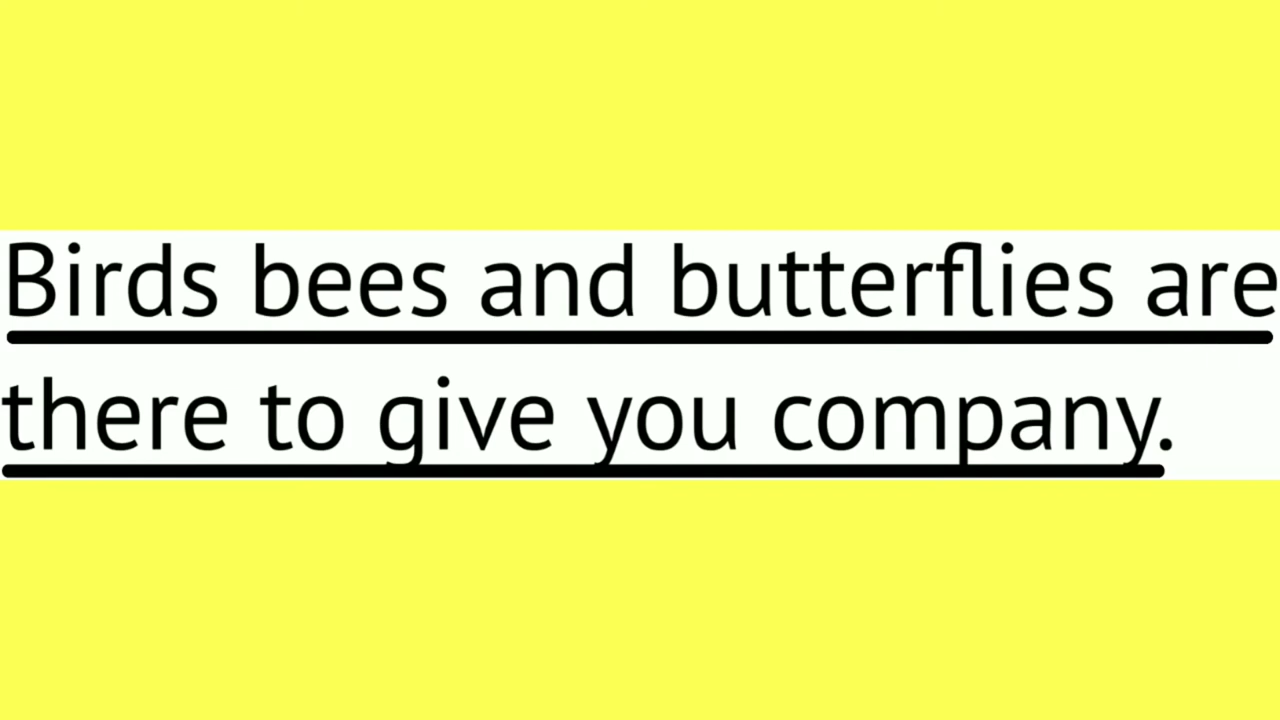 Birds bees and butterflies are
there to give you company.